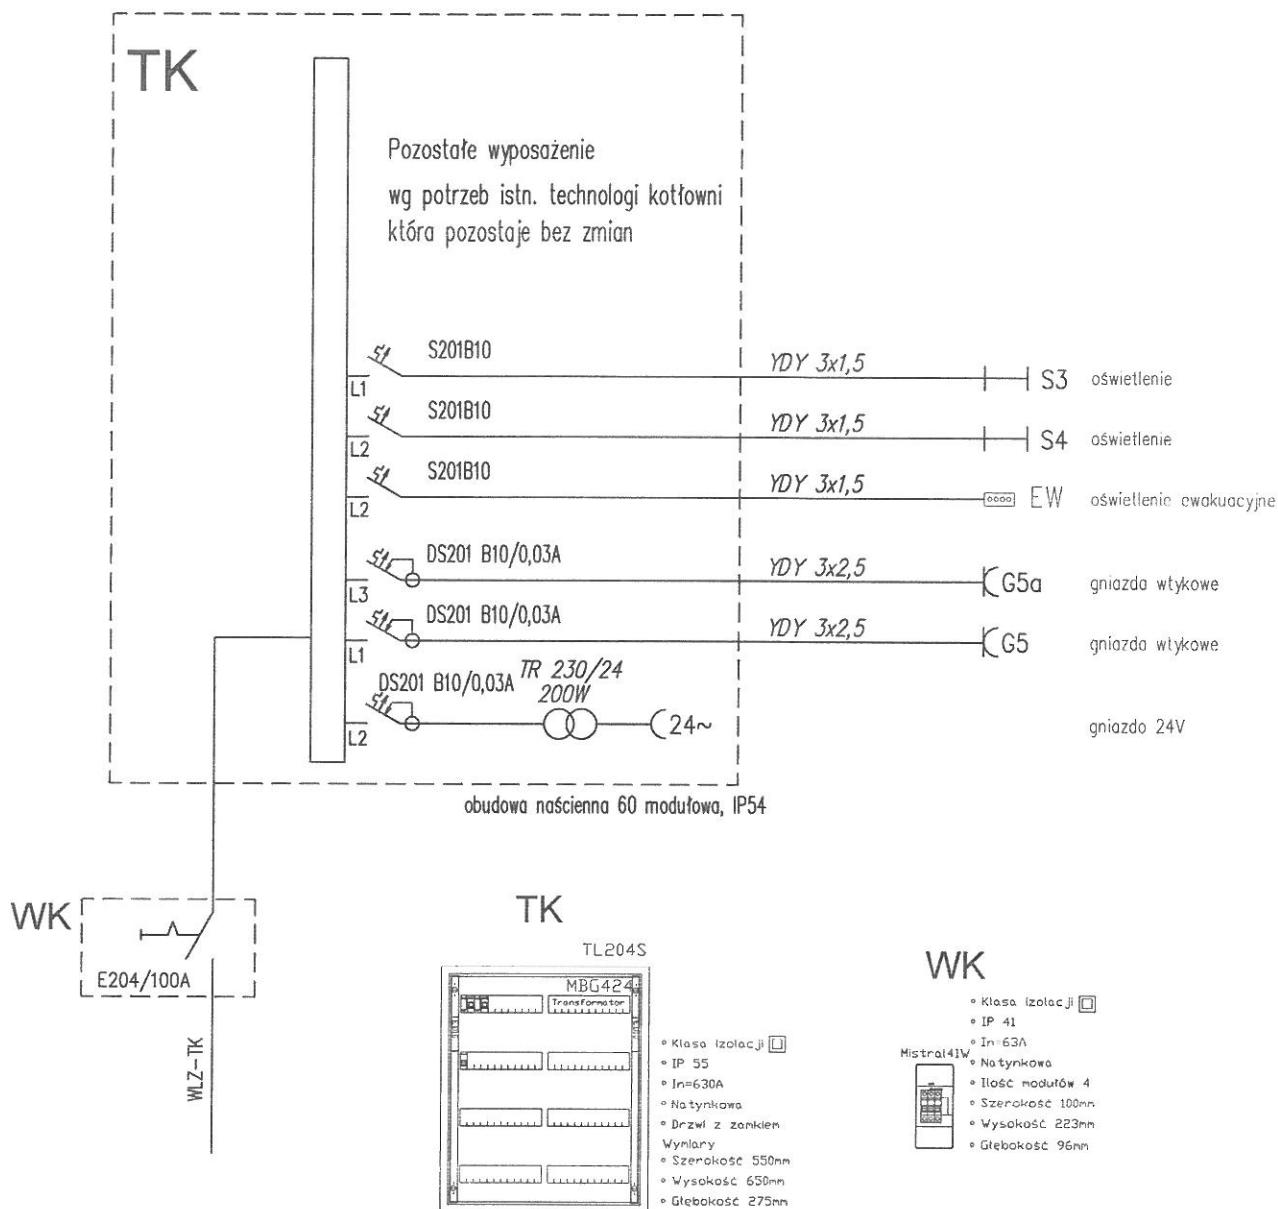 TK
Pozostałe wyposażenie
wg potrzeb istn. technologi kotłowni
która pozostaje bez zmian
S201B10
YDY 3x1,5
L1
S3 oświetlenie
S201B10
YDY 3x1,5
L2
S4 oświetlenie
S201B10
YDY 3x1,5
L2
EW oświetlenie ewakuacyjne
DS201 B10/0,03A
YDY 3x2,5
L3
G5a gniazda wtykowe
DS201 B10/0,03A
YDY 3x2,5
L1
G5 gniazda wtykowe
DS201 B10/0,03A
TR 230/24
200W
L2
24~
gniazdo 24V
obudowa naścienna 60 modułowa, IP54
WK
E204/100A
WLZ-TK
TK
TL204S
MBG424
Transformator
° Klasa izolacji
° IP 55
° In=630A
° Natynkowa
° Drzwi z zamkiem
Wymiary
° Szerokość 550mm
° Wysokość 650mm
° Głębokość 275mm
WK
Mistral41W
° Klasa izolacji
° IP 41
° In=63A
° Natynkowa
° Ilość modułów 4
° Szerokość 100mm
° Wysokość 223mm
° Głębokość 96mm